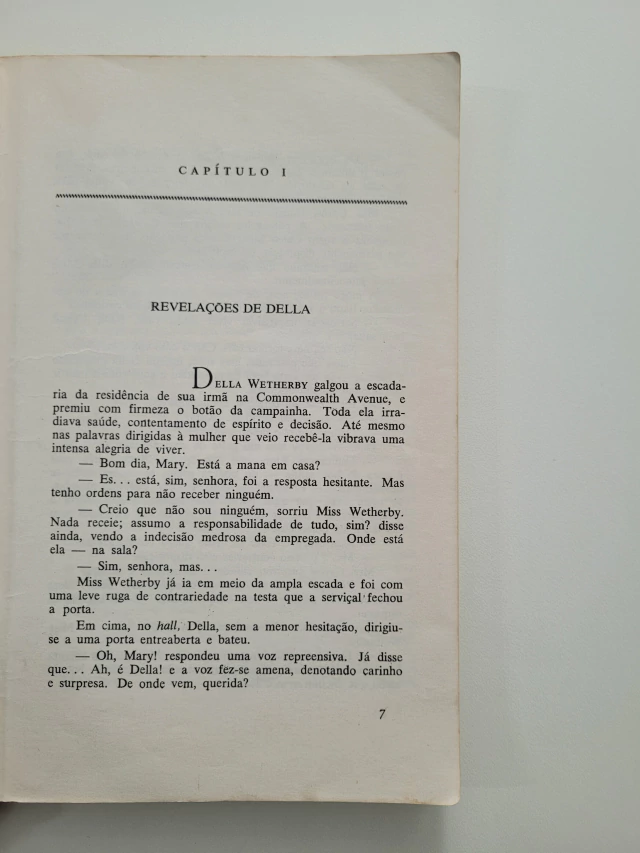 CAPÍTULO I
REVELAÇÕES DE DELLA
DELLA WETHERBY galgou a escada-
ria da residência de sua irmã na Commonwealth Avenue, e
premiu com firmeza o botão da campainha. Toda ela irra-
diava saúde, contentamento de espírito e decisão. Até mesmo
nas palavras dirigidas à mulher que veio recebê-la vibrava uma
intensa alegria de viver.
— Bom dia, Mary. Está a mana em casa?
— Es... está, sim, senhora, foi a resposta hesitante. Mas
tenho ordens para não receber ninguém.
— Creio que não sou ninguém, sorriu Miss Wetherby.
Nada receie; assumo a responsabilidade de tudo, sim? disse
ainda, vendo a indecisão medrosa da empregada. Onde está
ela — na sala?
— Sim, senhora, mas...
Miss Wetherby já ia em meio da ampla escada e foi com
uma leve ruga de contrariedade na testa que a serviçal fechou
a porta.
Em cima, no hall, Della, sem a menor hesitação, dirigiu-
se a uma porta entreaberta e bateu.
— Oh, Mary! respondeu uma voz repreensiva. Já disse
que... Ah, é Della! e a voz fez-se amena, denotando carinho
e surpresa. De onde vem, querida?
7